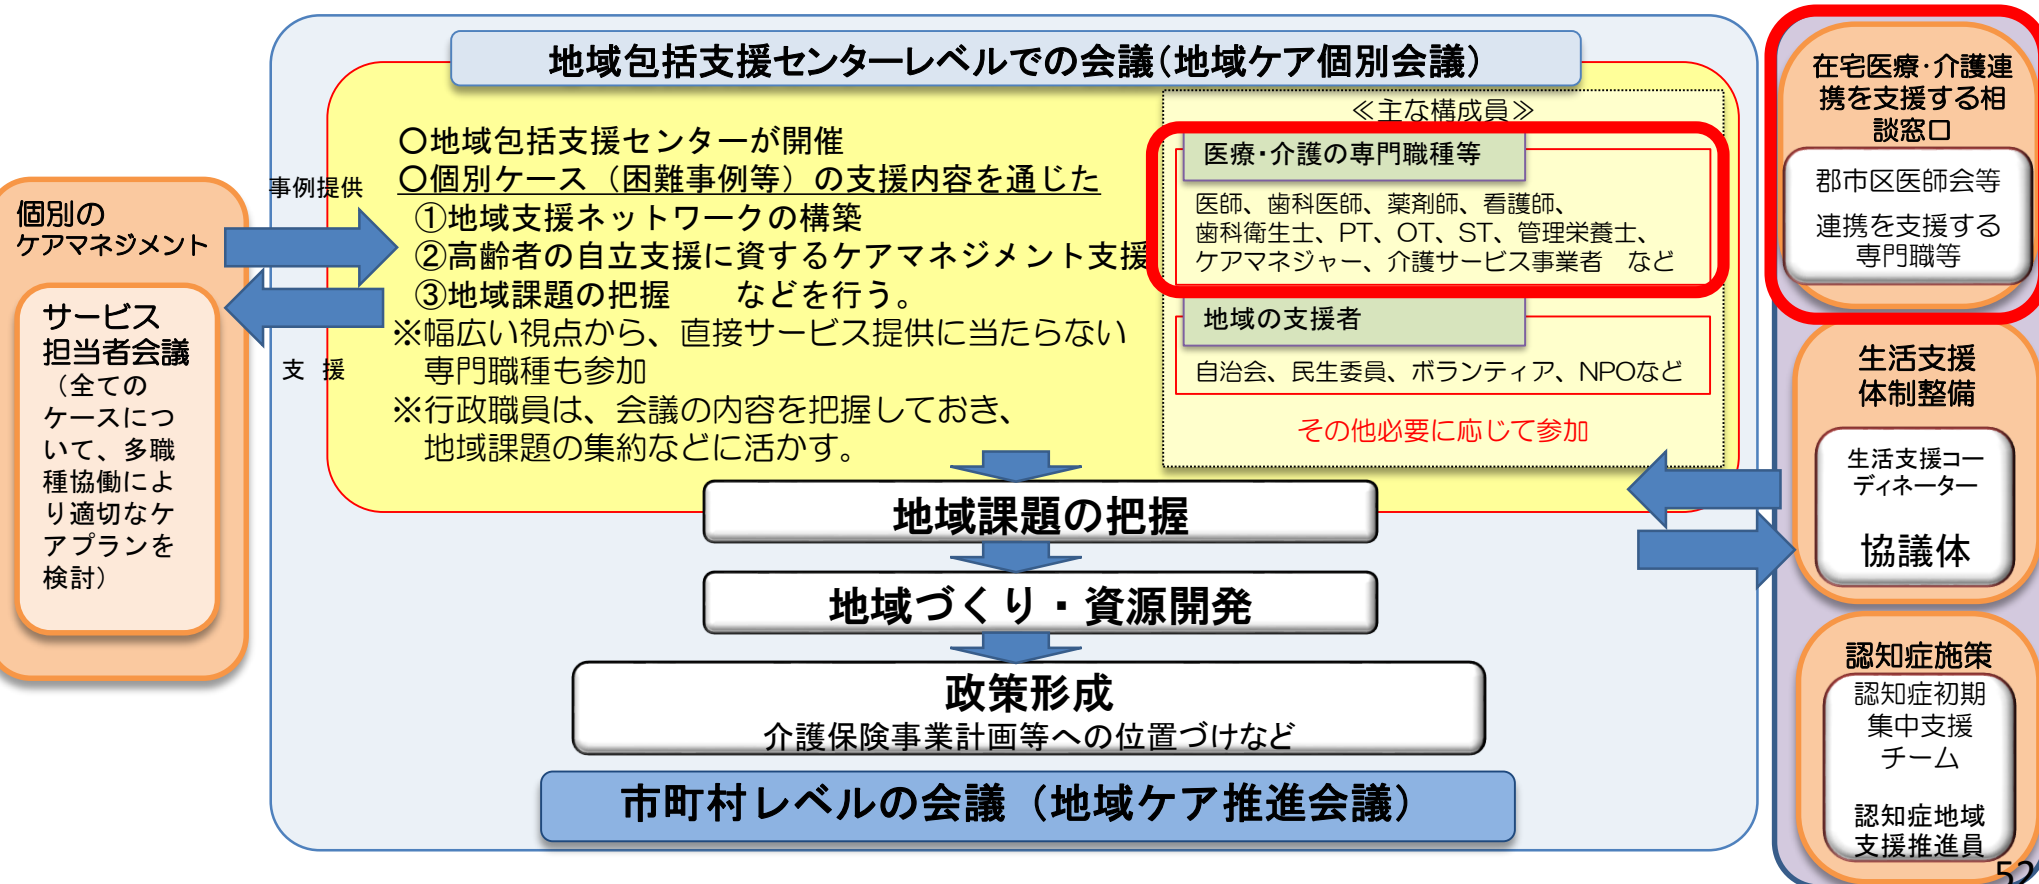 地域包括支援センターレベルでの会議(地域ケア個別会議)
個別の
ケアマネジメント
サービス
担当者会議
(全ての
ケースにつ
いて、多職
種協働によ
り適切なケ
アプランを
検討)
事例提供
支 援
〇地域包括支援センターが開催
〇個別ケース(困難事例等)の支援内容を通じた
①地域支援ネットワークの構築
②高齢者の自立支援に資するケアマネジメント支援
③地域課題の把握 などを行う。
※幅広い視点から、直接サービス提供に当たらない
専門職種も参加
※行政職員は、会議の内容を把握しておき、
地域課題の集約などに活かす。
≪主な構成員≫
医療・介護の専門職種等
医師、歯科医師、薬剤師、看護師、
歯科衛生士、PT、OT、ST、管理栄養士、
ケアマネジャー、介護サービス事業者 など
地域の支援者
自治会、民生委員、ボランティア、NPOなど
その他必要に応じて参加
地域課題の把握
地域づくり・資源開発
政策形成
介護保険事業計画等への位置づけなど
市町村レベルの会議(地域ケア推進会議)
在宅医療・介護連
携を支援する相
談窓口
郡市区医師会等
連携を支援する
専門職等
生活支援
体制整備
生活支援コー
ディネーター
協議体
認知症施策
認知症初期
集中支援
チーム
認知症地域
支援推進員
52